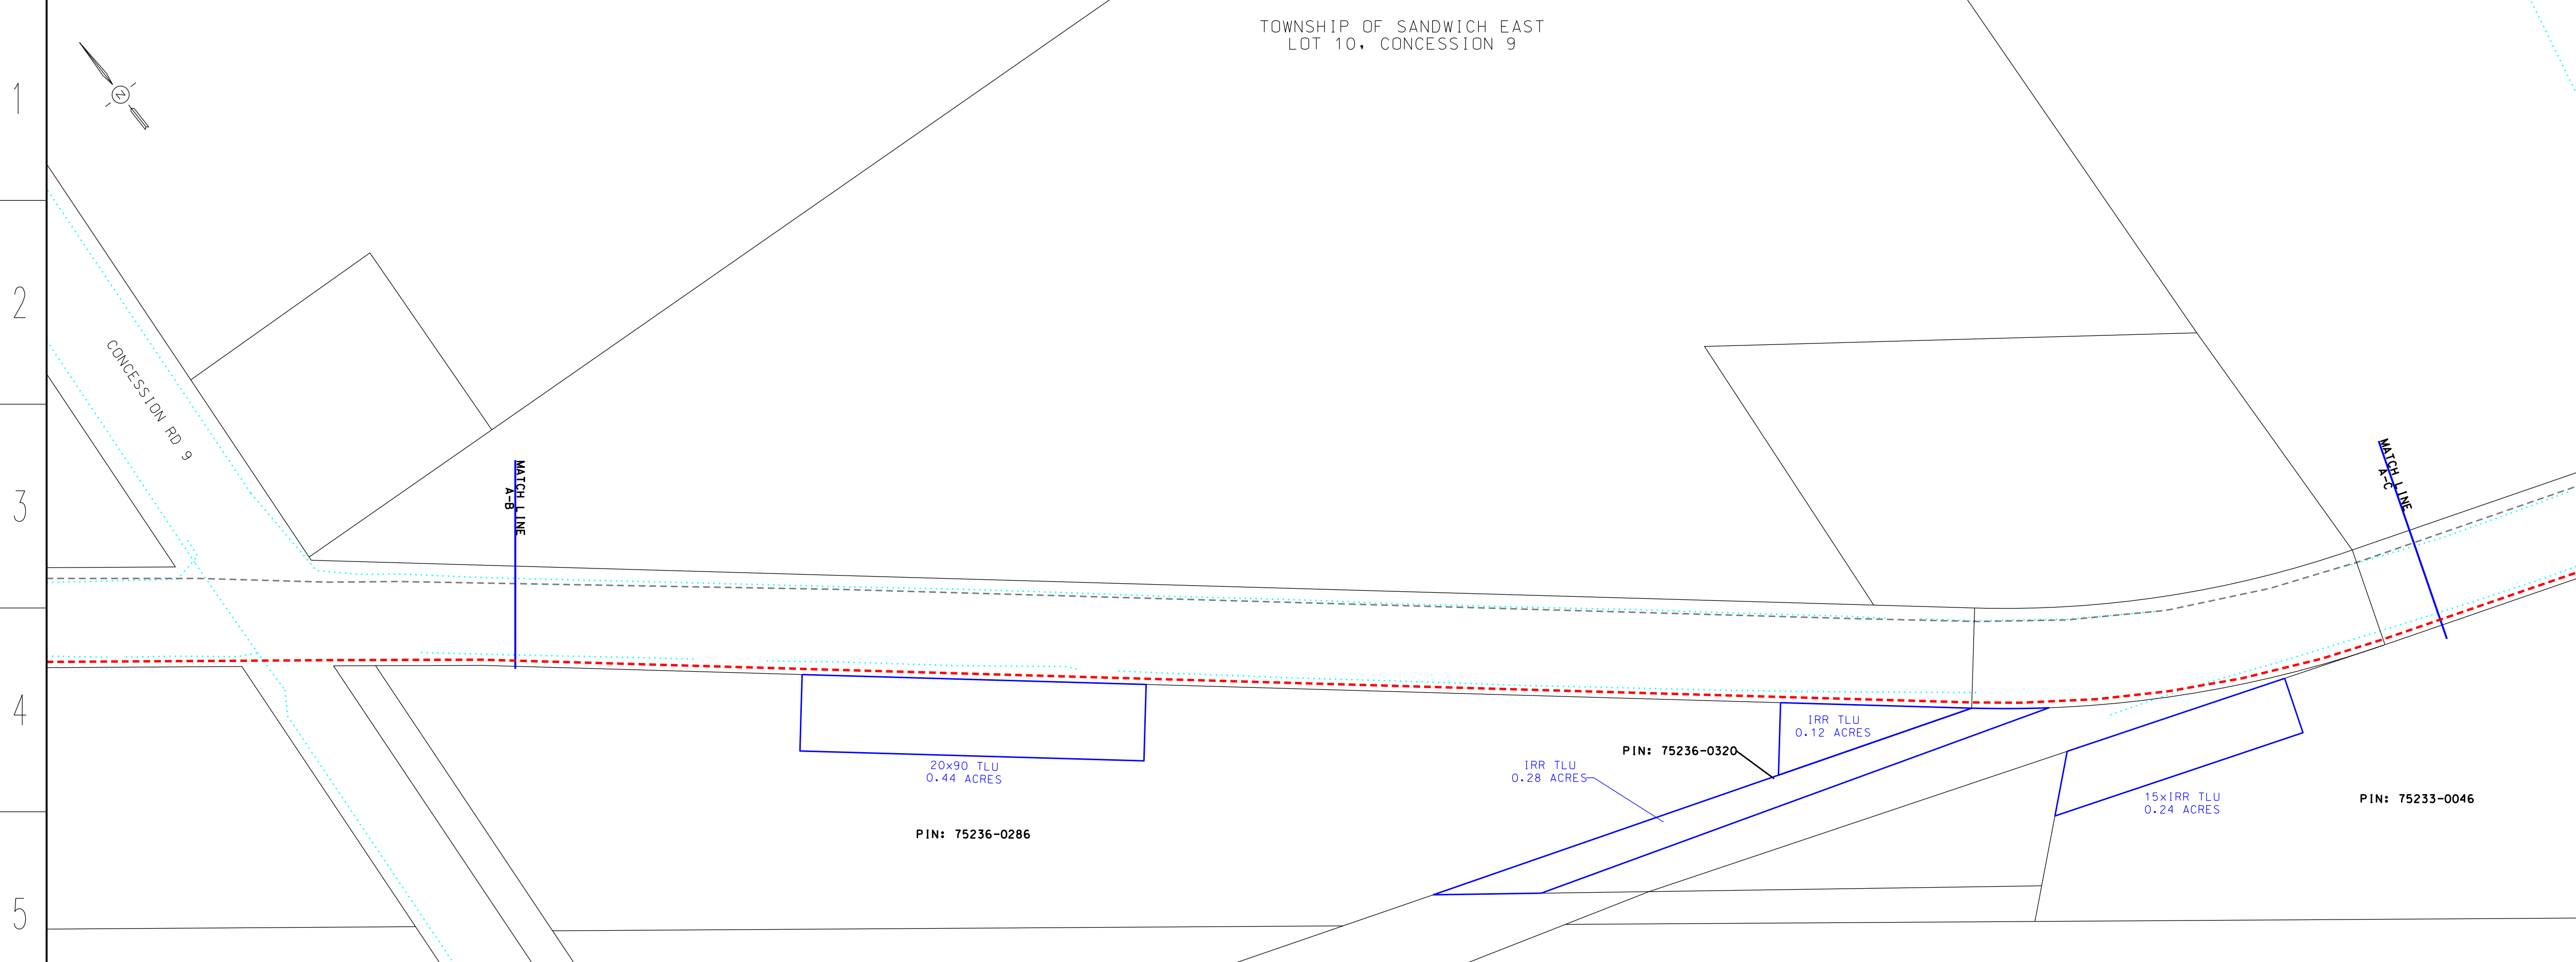 TOWNSHIP OF SANDWICH EAST
LOT 10, CONCESSION 9
1
N
2
CONCESSION RD 9
3
MATCH LINE
A-B
MATCH LINE
A-C
4
IRR TLU
0.12 ACRES
PIN: 75236-0320
20x90 TLU
0.44 ACRES
IRR TLU
0.28 ACRES
15xIRR TLU
0.24 ACRES
PIN: 75233-0046
PIN: 75236-0286
5